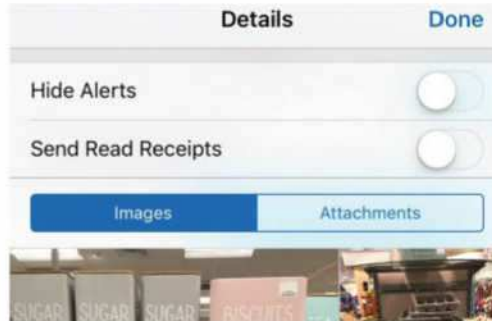 Details Done
Hide Alerts
Send Read Receipts
Images Attachments
SUGAR SUGAR SUGAR BISCUITS